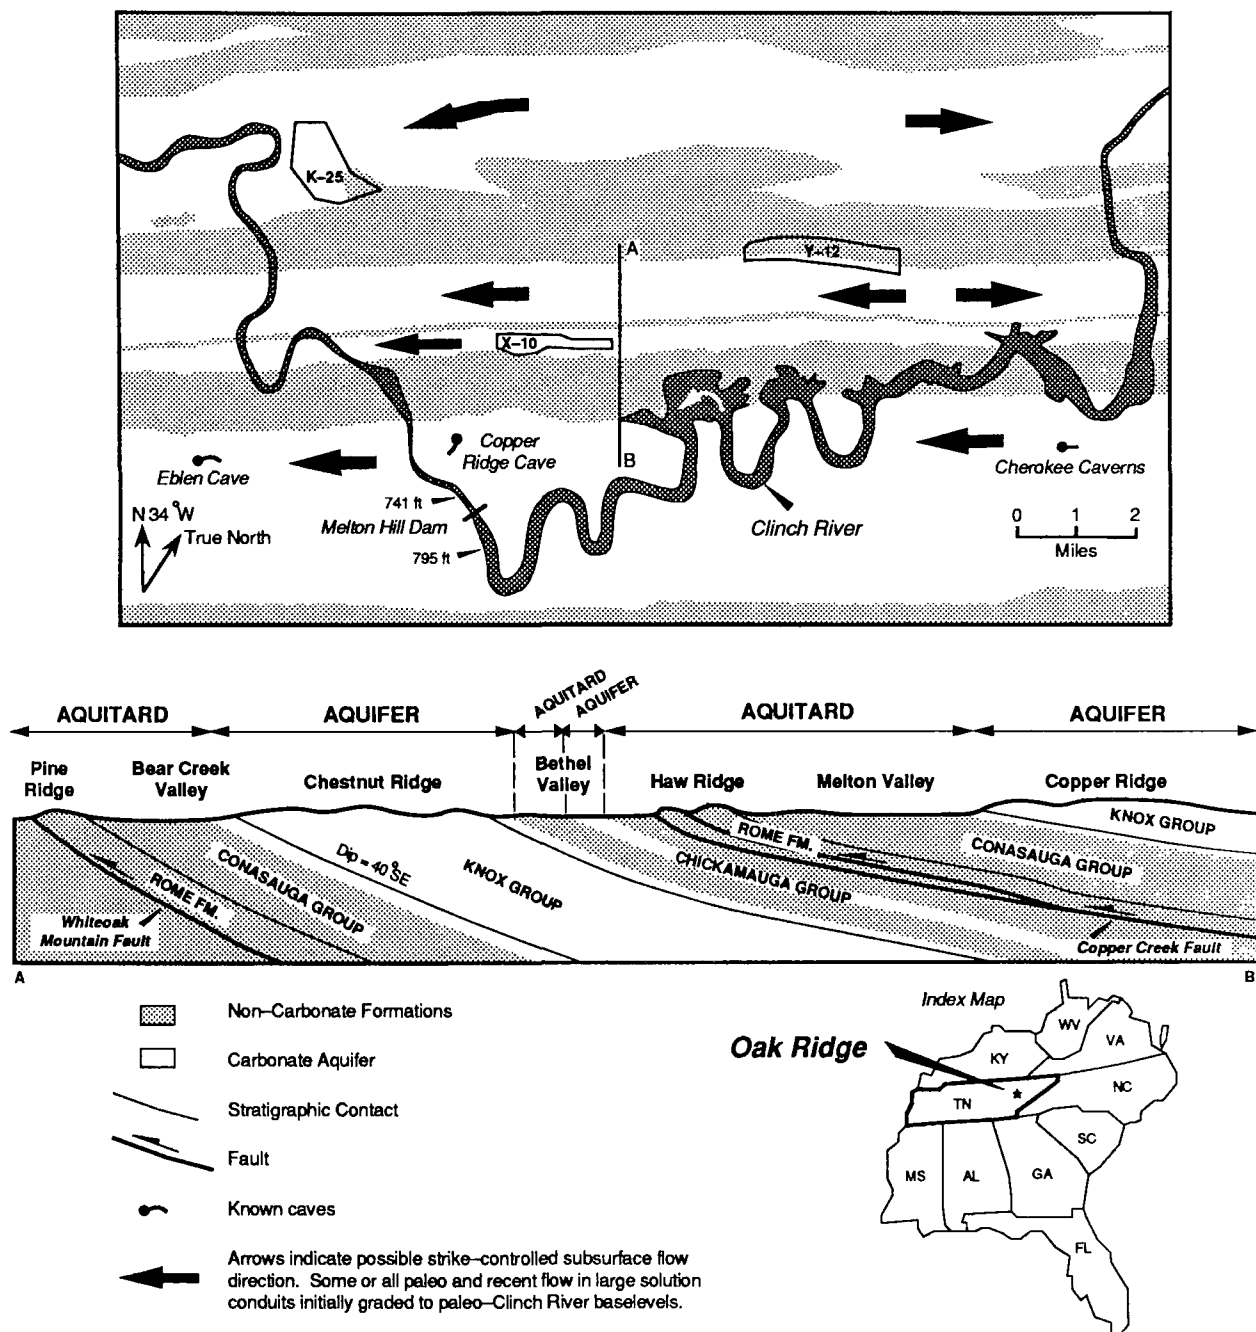 K-25
A
Y-12
X-10
Copper
Ridge Cave
Eblen Cave
B
Cherokee Caverns
741 ft
Melton Hill Dam
795 ft
Clinch River
N 34 °W
True North
0 1 2
Miles
AQUITARD
AQUIFER
AQUITARD
AQUIFER
AQUITARD
AQUIFER
Pine
Ridge
Bear Creek
Valley
Chestnut Ridge
Bethel
Valley
Haw Ridge
Melton Valley
Copper Ridge
KNOX GROUP
ROME FM.
CONASAUGA GROUP
Dip = 40° SE
KNOX GROUP
CHICKAMAUGA GROUP
CONASAUGA GROUP
ROME FM.
Whiteoak
Mountain Fault
Copper Creek Fault
A
B
Non–Carbonate Formations
Carbonate Aquifer
Stratigraphic Contact
Fault
Known caves
Arrows indicate possible strike–controlled subsurface flow
direction. Some or all paleo and recent flow in large solution
conduits initially graded to paleo–Clinch River baselevels.
Index Map
Oak Ridge
WV
VA
KY
NC
TN
SC
MS
AL
GA
FL